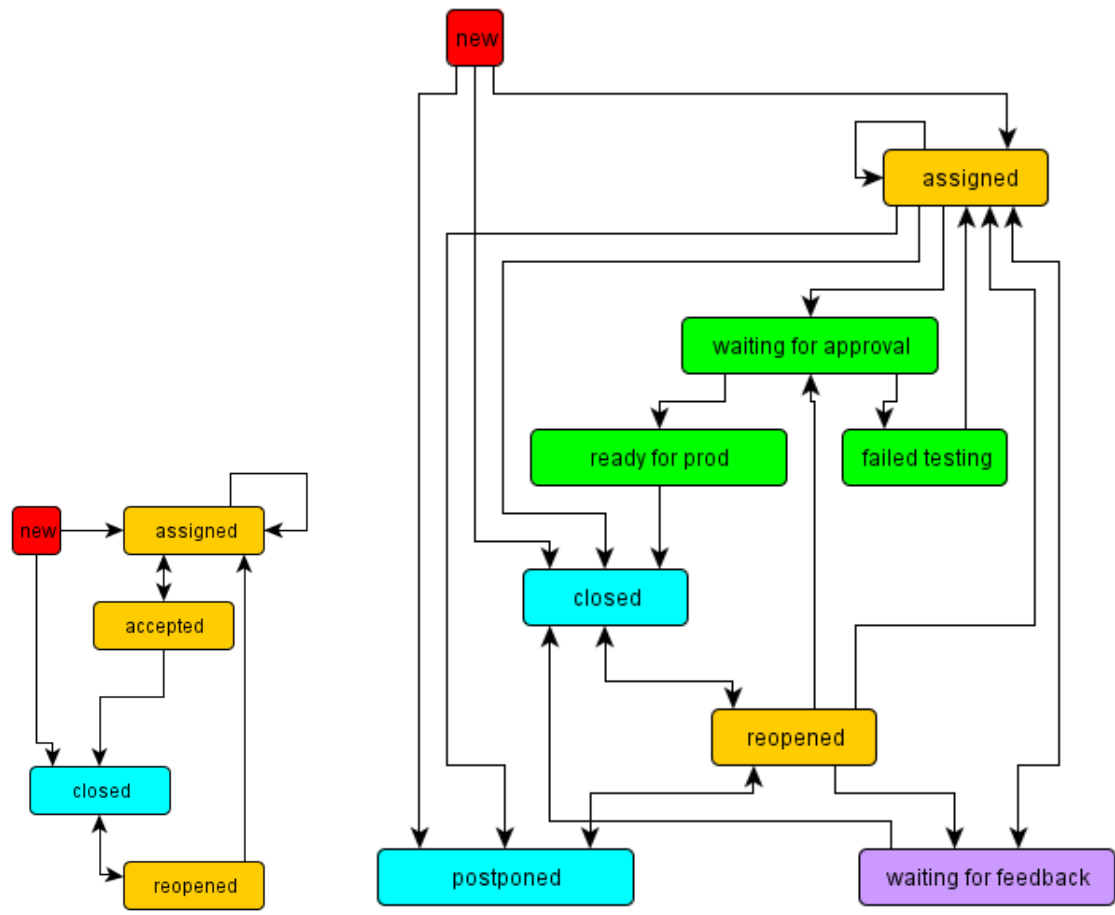 new
assigned
accepted
closed
reopened
new
assigned
waiting for approval
ready for prod
failed testing
closed
reopened
postponed
waiting for feedback